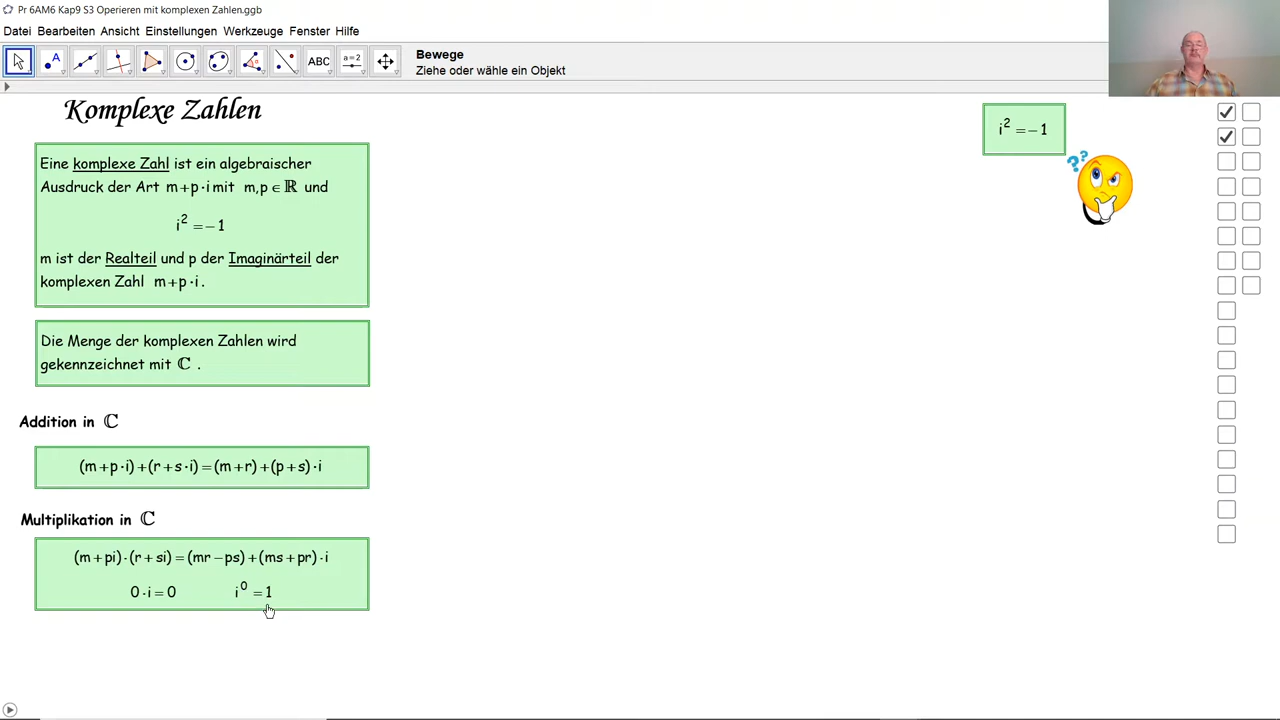 Pr 6AM6 Kap9 S3 Operieren mit komplexen Zahlen.ggb
Datei Bearbeiten Ansicht Einstellungen Werkzeuge Fenster Hilfe
A
ABC
a=2
Bewege
Ziehe oder wähle ein Objekt
Komplexe Zahlen
i² = −1
??
Eine komplexe Zahl ist ein algebraischer
Ausdruck der Art m+p·i mit m,p ∈ ℝ und
i² = −1
m ist der Realteil und p der Imaginärteil der
komplexen Zahl m+p·i.
Die Menge der komplexen Zahlen wird
gekennzeichnet mit ℂ .
Addition in ℂ
(m+p·i)+(r+s·i)=(m+r)+(p+s)·i
Multiplikation in ℂ
(m+pi)·(r+si)=(mr−ps)+(ms+pr)·i
0·i=0 i⁰=1